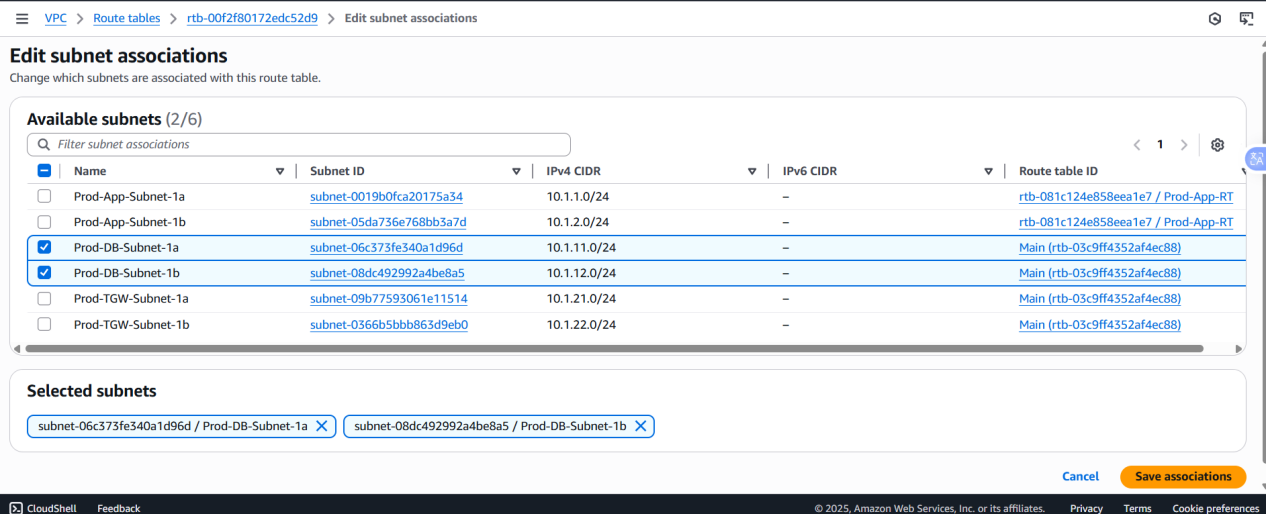 VPC > Route tables > rtb-00f2f80172edc52d9 > Edit subnet associations
Edit subnet associations
Change which subnets are associated with this route table.
Available subnets (2/6)
Filter subnet associations
1
Name Subnet ID IPv4 CIDR IPv6 CIDR Route table ID
Prod-App-Subnet-1a subnet-0019b0fca20175a34 10.1.1.0/24 – rtb-081c124e858eea1e7 / Prod-App-RT
Prod-App-Subnet-1b subnet-05da736e768bb3a7d 10.1.2.0/24 – rtb-081c124e858eea1e7 / Prod-App-RT
Prod-DB-Subnet-1a subnet-06c373fe340a1d96d 10.1.11.0/24 – Main (rtb-03c9ff4352af4ec88)
Prod-DB-Subnet-1b subnet-08dc492992a4be8a5 10.1.12.0/24 – Main (rtb-03c9ff4352af4ec88)
Prod-TGW-Subnet-1a subnet-09b77593061e11514 10.1.21.0/24 – Main (rtb-03c9ff4352af4ec88)
Prod-TGW-Subnet-1b subnet-0366b5bbb863d9eb0 10.1.22.0/24 – Main (rtb-03c9ff4352af4ec88)
Selected subnets
subnet-06c373fe340a1d96d / Prod-DB-Subnet-1a subnet-08dc492992a4be8a5 / Prod-DB-Subnet-1b
Cancel Save associations
CloudShell Feedback © 2025, Amazon Web Services, Inc. or its affiliates. Privacy Terms Cookie preferences